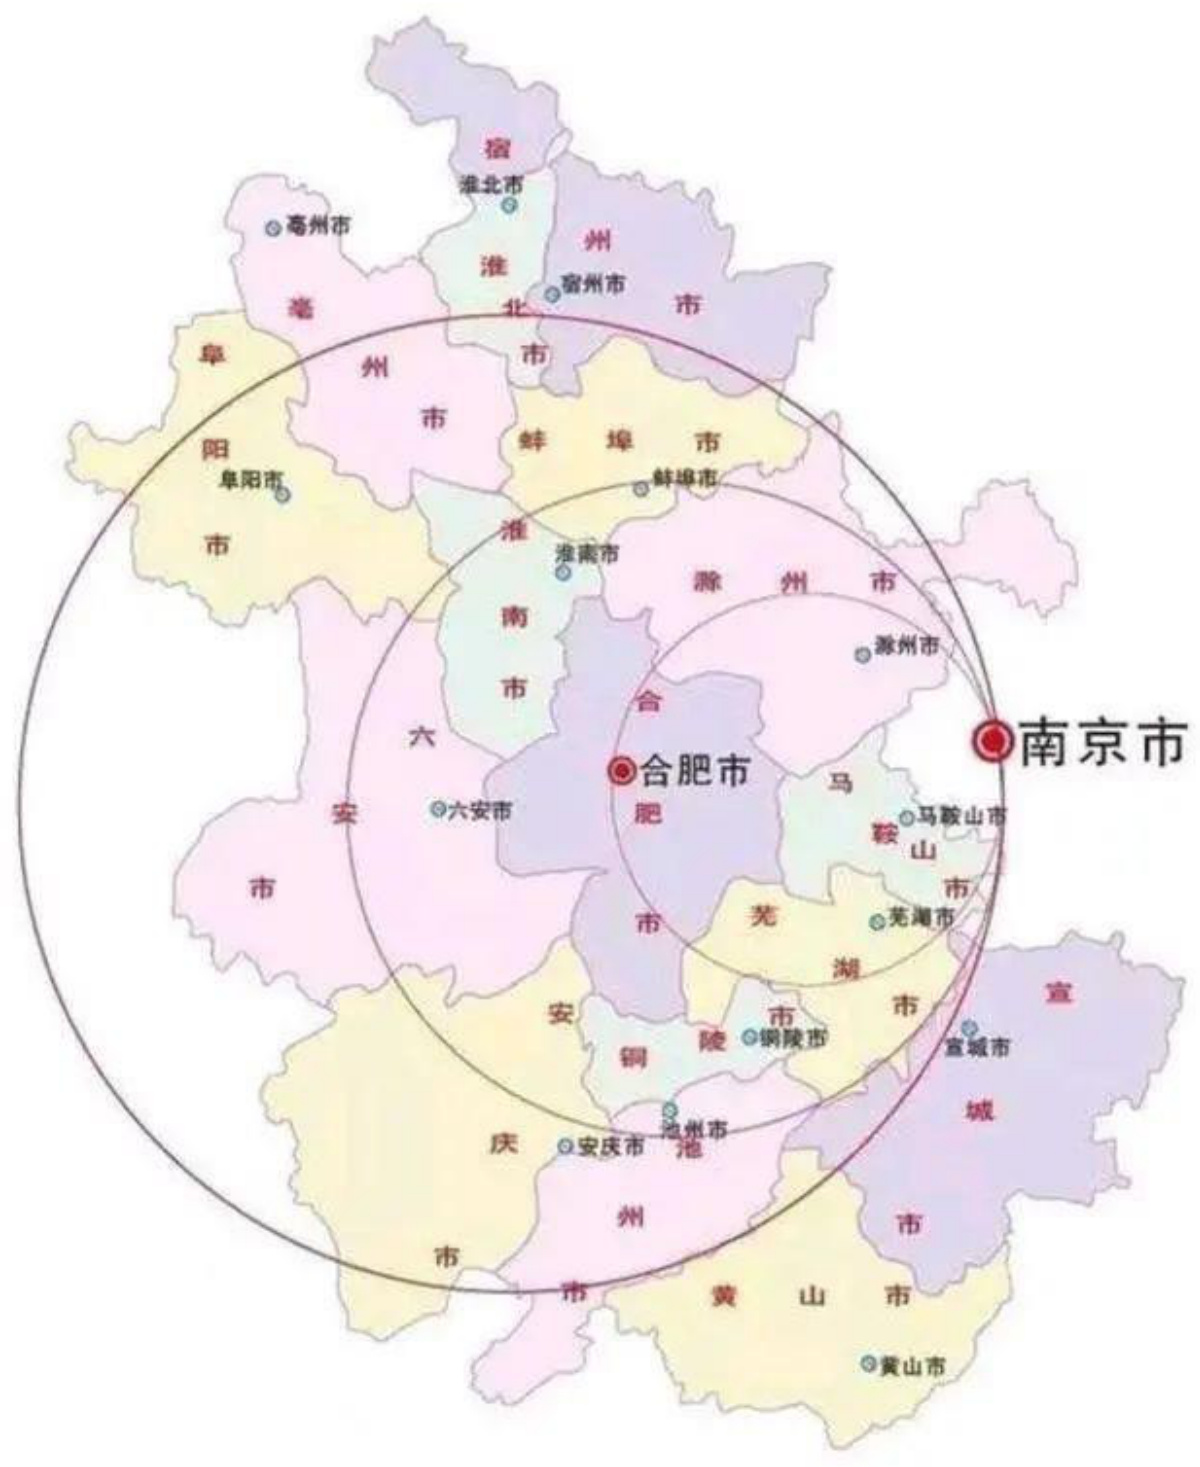 宿
淮北市
州
亳州市
淮
宿州市
亳
北
市
阜
市
州
市
蚌
埠
市
阳
阜阳市
蚌埠市
淮
市
淮南市
滁
州
市
南
滁州市
市
合
六
南京市
合肥市
马
安
六安市
肥
马鞍山市
鞍
山
市
市
芜
芜湖市
市
湖
宣
安
市
市
宣城市
铜
陵
铜陵市
城
池州市
庆
安庆市
池
州
市
市
市
黄
山
市
黄山市